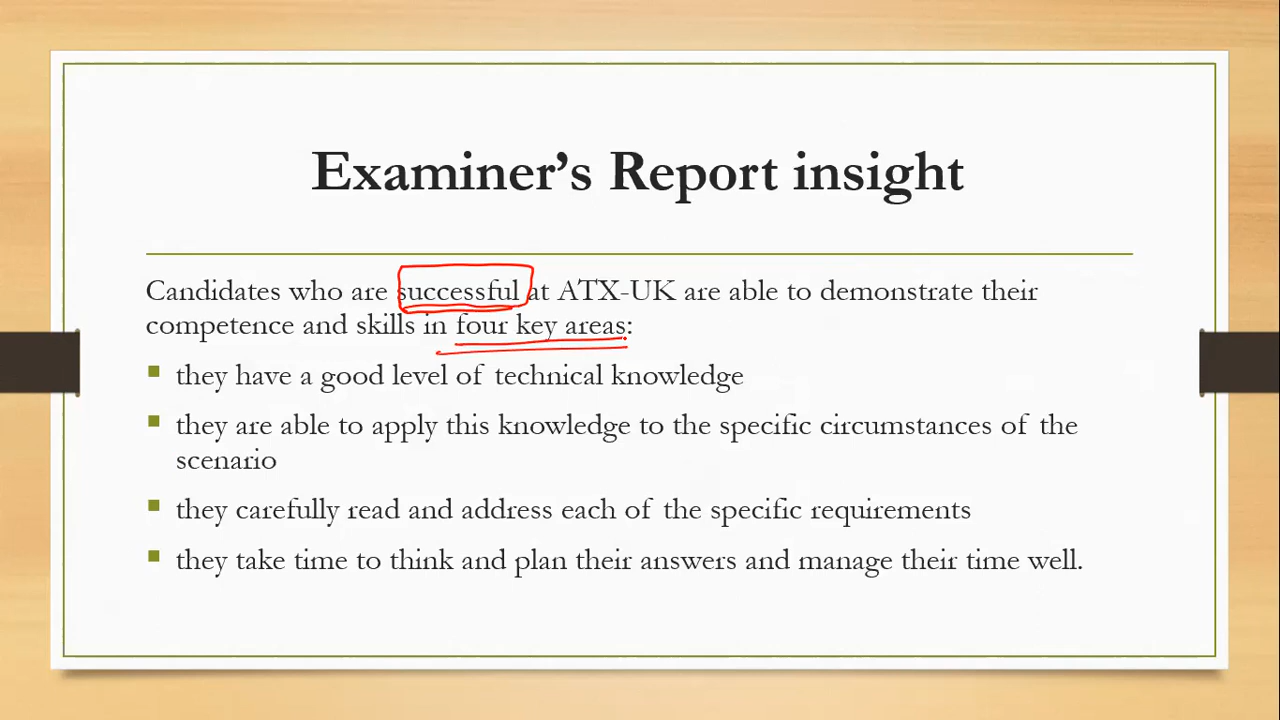 Examiner’s Report insight
Candidates who are successful at ATX-UK are able to demonstrate their
competence and skills in four key areas:
they have a good level of technical knowledge
they are able to apply this knowledge to the specific circumstances of the
scenario
they carefully read and address each of the specific requirements
they take time to think and plan their answers and manage their time well.